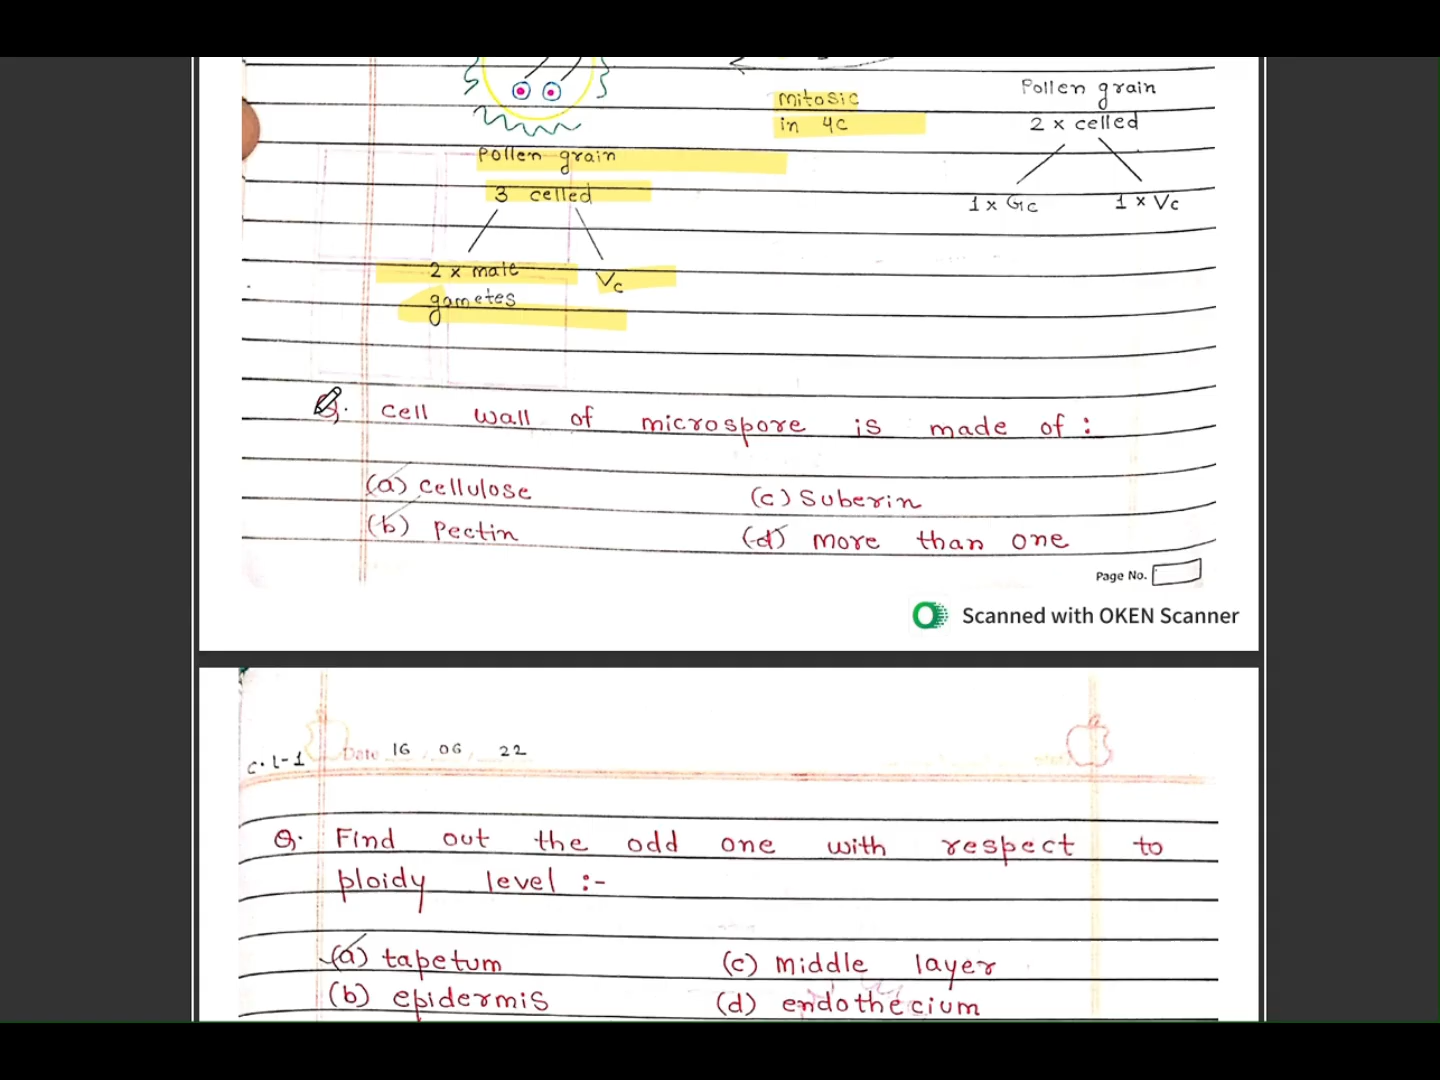 mitosic
in 4c
Pollen grain
2 x celled
1 x Gc
1 x Vc
Pollen grain
3 celled
2 x male
gametes
Vc
Q. cell wall of microspore is made of :
(a) cellulose
(b) Pectin
(c) Suberin
(d) more than one
Page No.
Scanned with OKEN Scanner
c.l-1
Date 16 06 22
Q. Find out the odd one with respect to
ploidy level :-
(a) tapetum
(b) epidermis
(c) middle layer
(d) endothecium